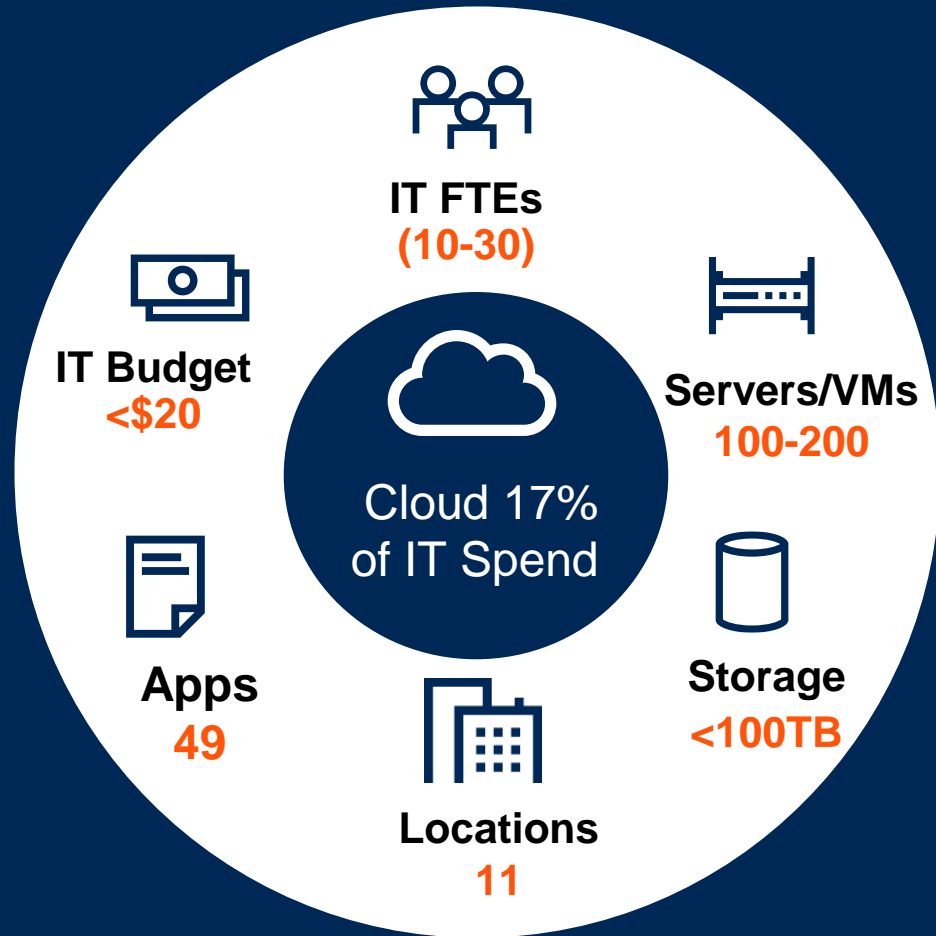 IT FTEs
(10-30)
IT Budget
<$20
Servers/VMs
100-200
Cloud 17%
of IT Spend
Apps
49
Storage
<100TB
Locations
11